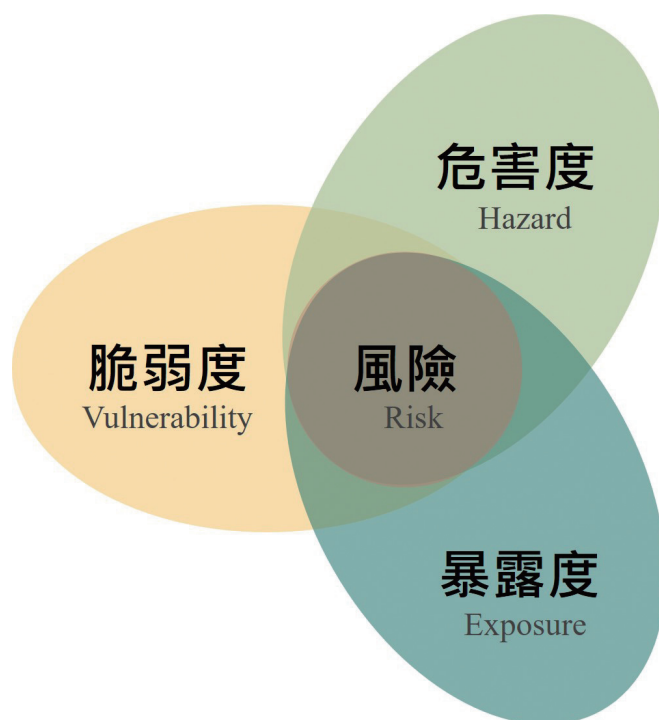 危害度
Hazard
脆弱度
Vulnerability
風險
Risk
暴露度
Exposure